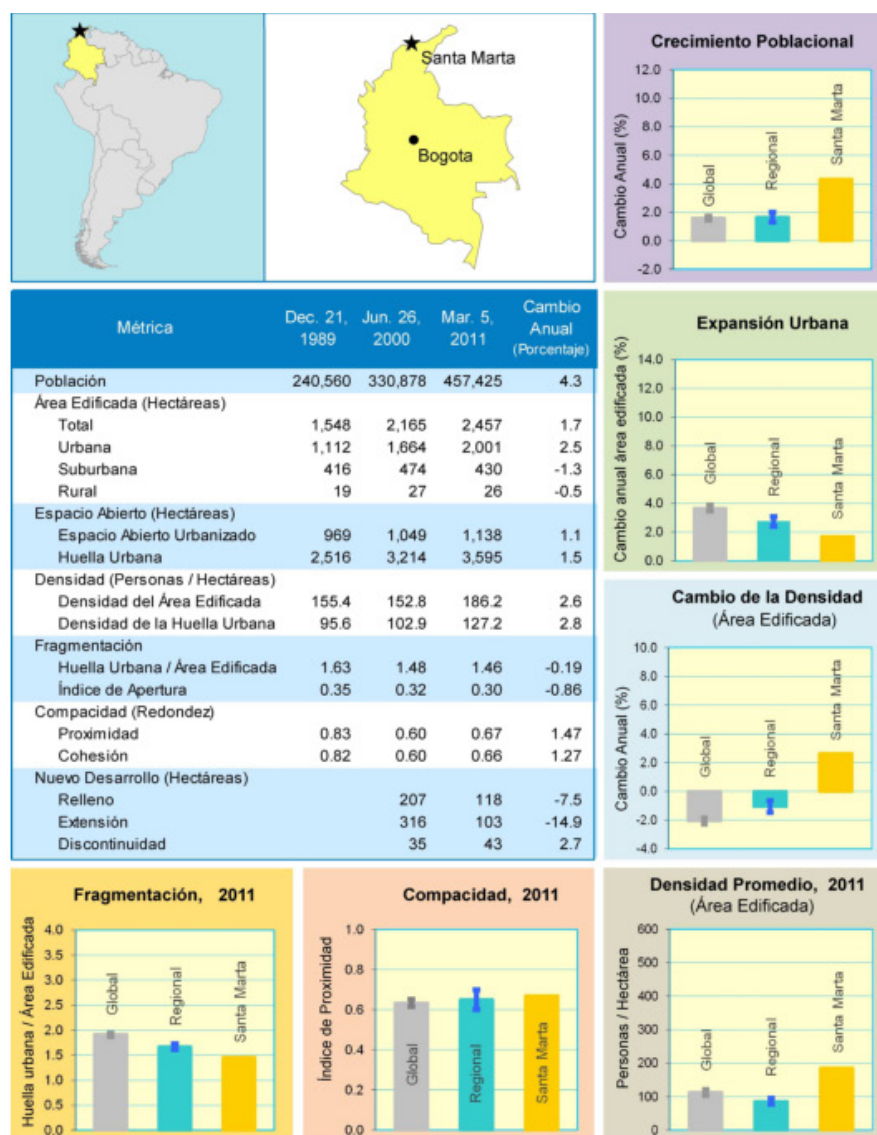 Santa Marta
Bogota
Crecimiento Poblacional
Cambio Anual (%)
12.0
10.0
8.0
6.0
4.0
2.0
0.0
-2.0
Global
Regional
Santa Marta
Métrica Dec. 21, 1989 Jun. 26, 2000 Mar. 5, 2011 Cambio Anual (Porcentaje)
Población 240,560 330,878 457,425 4.3
Área Edificada (Hectáreas)
Total 1,548 2,165 2,457 1.7
Urbana 1,112 1,664 2,001 2.5
Suburbana 416 474 430 -1.3
Rural 19 27 26 -0.5
Espacio Abierto (Hectáreas)
Espacio Abierto Urbanizado 969 1,049 1,138 1.1
Huella Urbana 2,516 3,214 3,595 1.5
Densidad (Personas / Hectáreas)
Densidad del Área Edificada 155.4 152.8 186.2 2.6
Densidad de la Huella Urbana 95.6 102.9 127.2 2.8
Fragmentación
Huella Urbana / Área Edificada 1.63 1.48 1.46 -0.19
Índice de Apertura 0.35 0.32 0.30 -0.86
Compacidad (Redondez)
Proximidad 0.83 0.60 0.67 1.47
Cohesión 0.82 0.60 0.66 1.27
Nuevo Desarrollo (Hectáreas)
Relleno 207 118 -7.5
Extensión 316 103 -14.9
Discontinuidad 35 43 2.7
Expansión Urbana
Cambio anual área edificada (%)
14.0
12.0
10.0
8.0
6.0
4.0
2.0
0.0
Global
Regional
Santa Marta
Cambio de la Densidad
(Área Edificada)
Cambio Anual (%)
10.0
8.0
6.0
4.0
2.0
0.0
-2.0
-4.0
Global
Regional
Santa Marta
Fragmentación, 2011
Huella urbana / Área Edificada
4.0
3.5
3.0
2.5
2.0
1.5
1.0
0.5
0.0
Global
Regional
Santa Marta
Compacidad, 2011
Índice de Proximidad
1.0
0.8
0.6
0.4
0.2
0.0
Global
Regional
Santa Marta
Densidad Promedio, 2011
(Área Edificada)
Personas / Hectárea
600
500
400
300
200
100
0
Global
Regional
Santa Marta